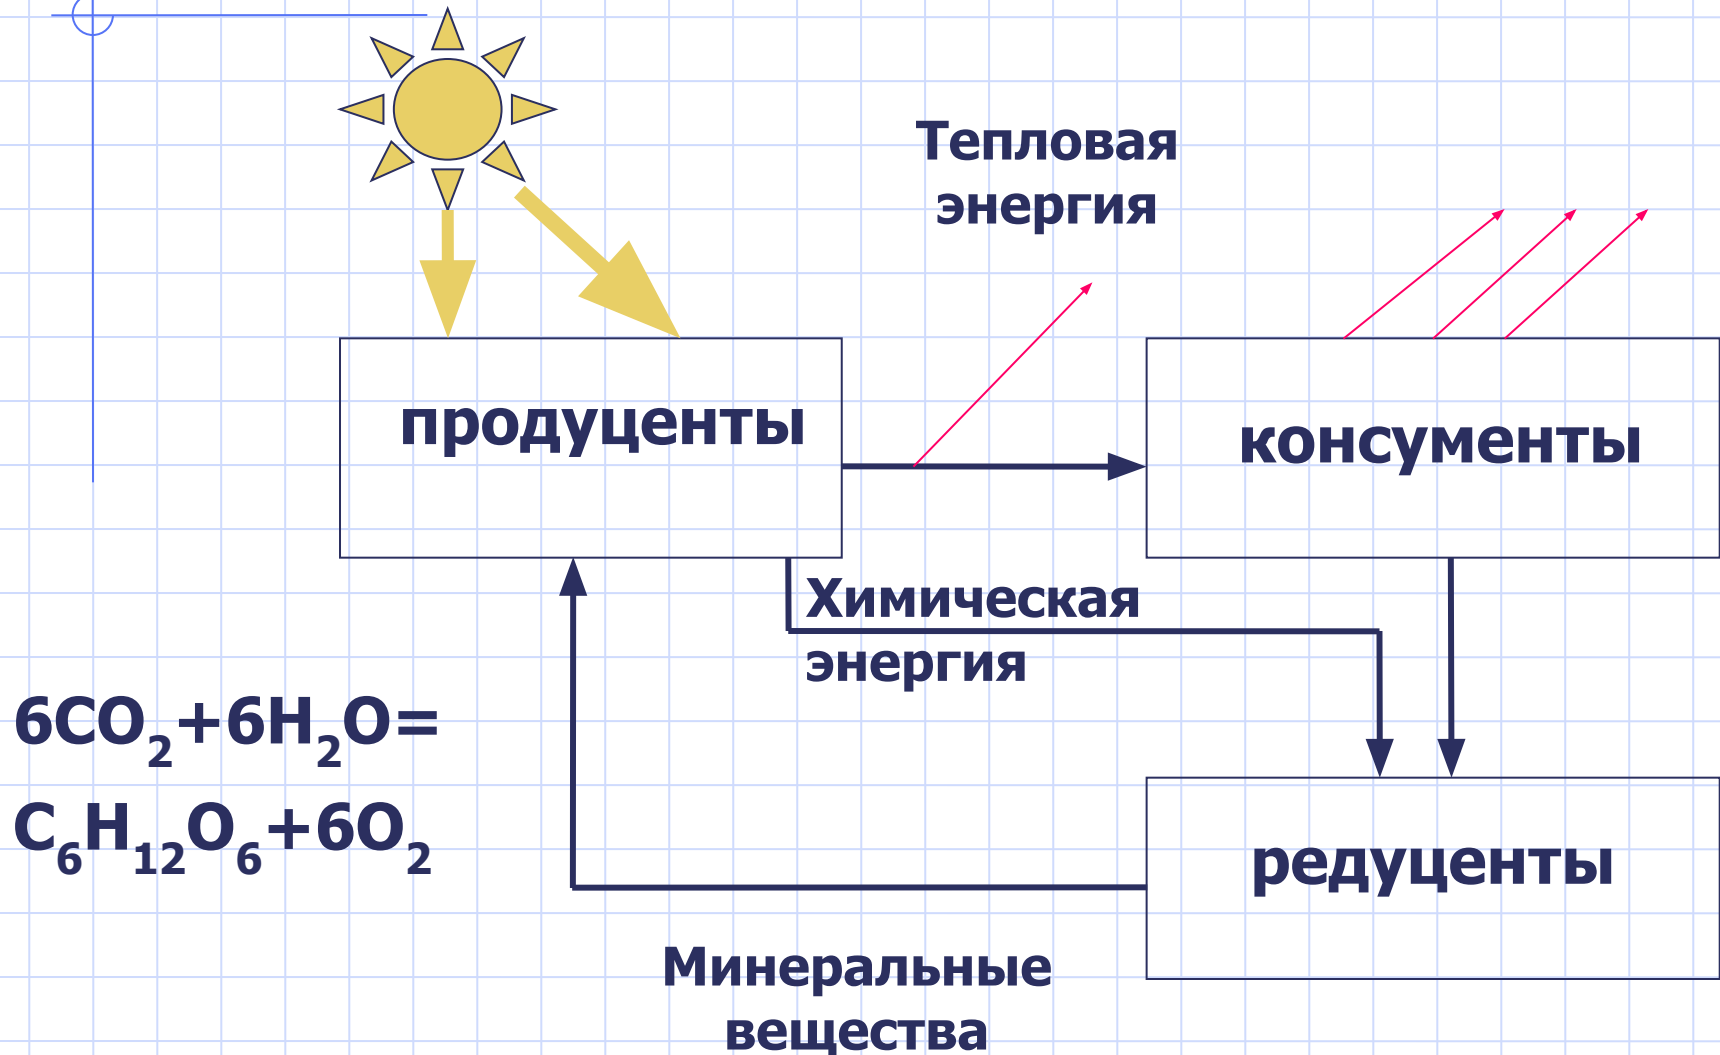 Тепловая
энергия
продуценты
консументы
Химическая
энергия
6CO₂+6H₂O=
C₆H₁₂O₆+6O₂
редуценты
Минеральные
вещества